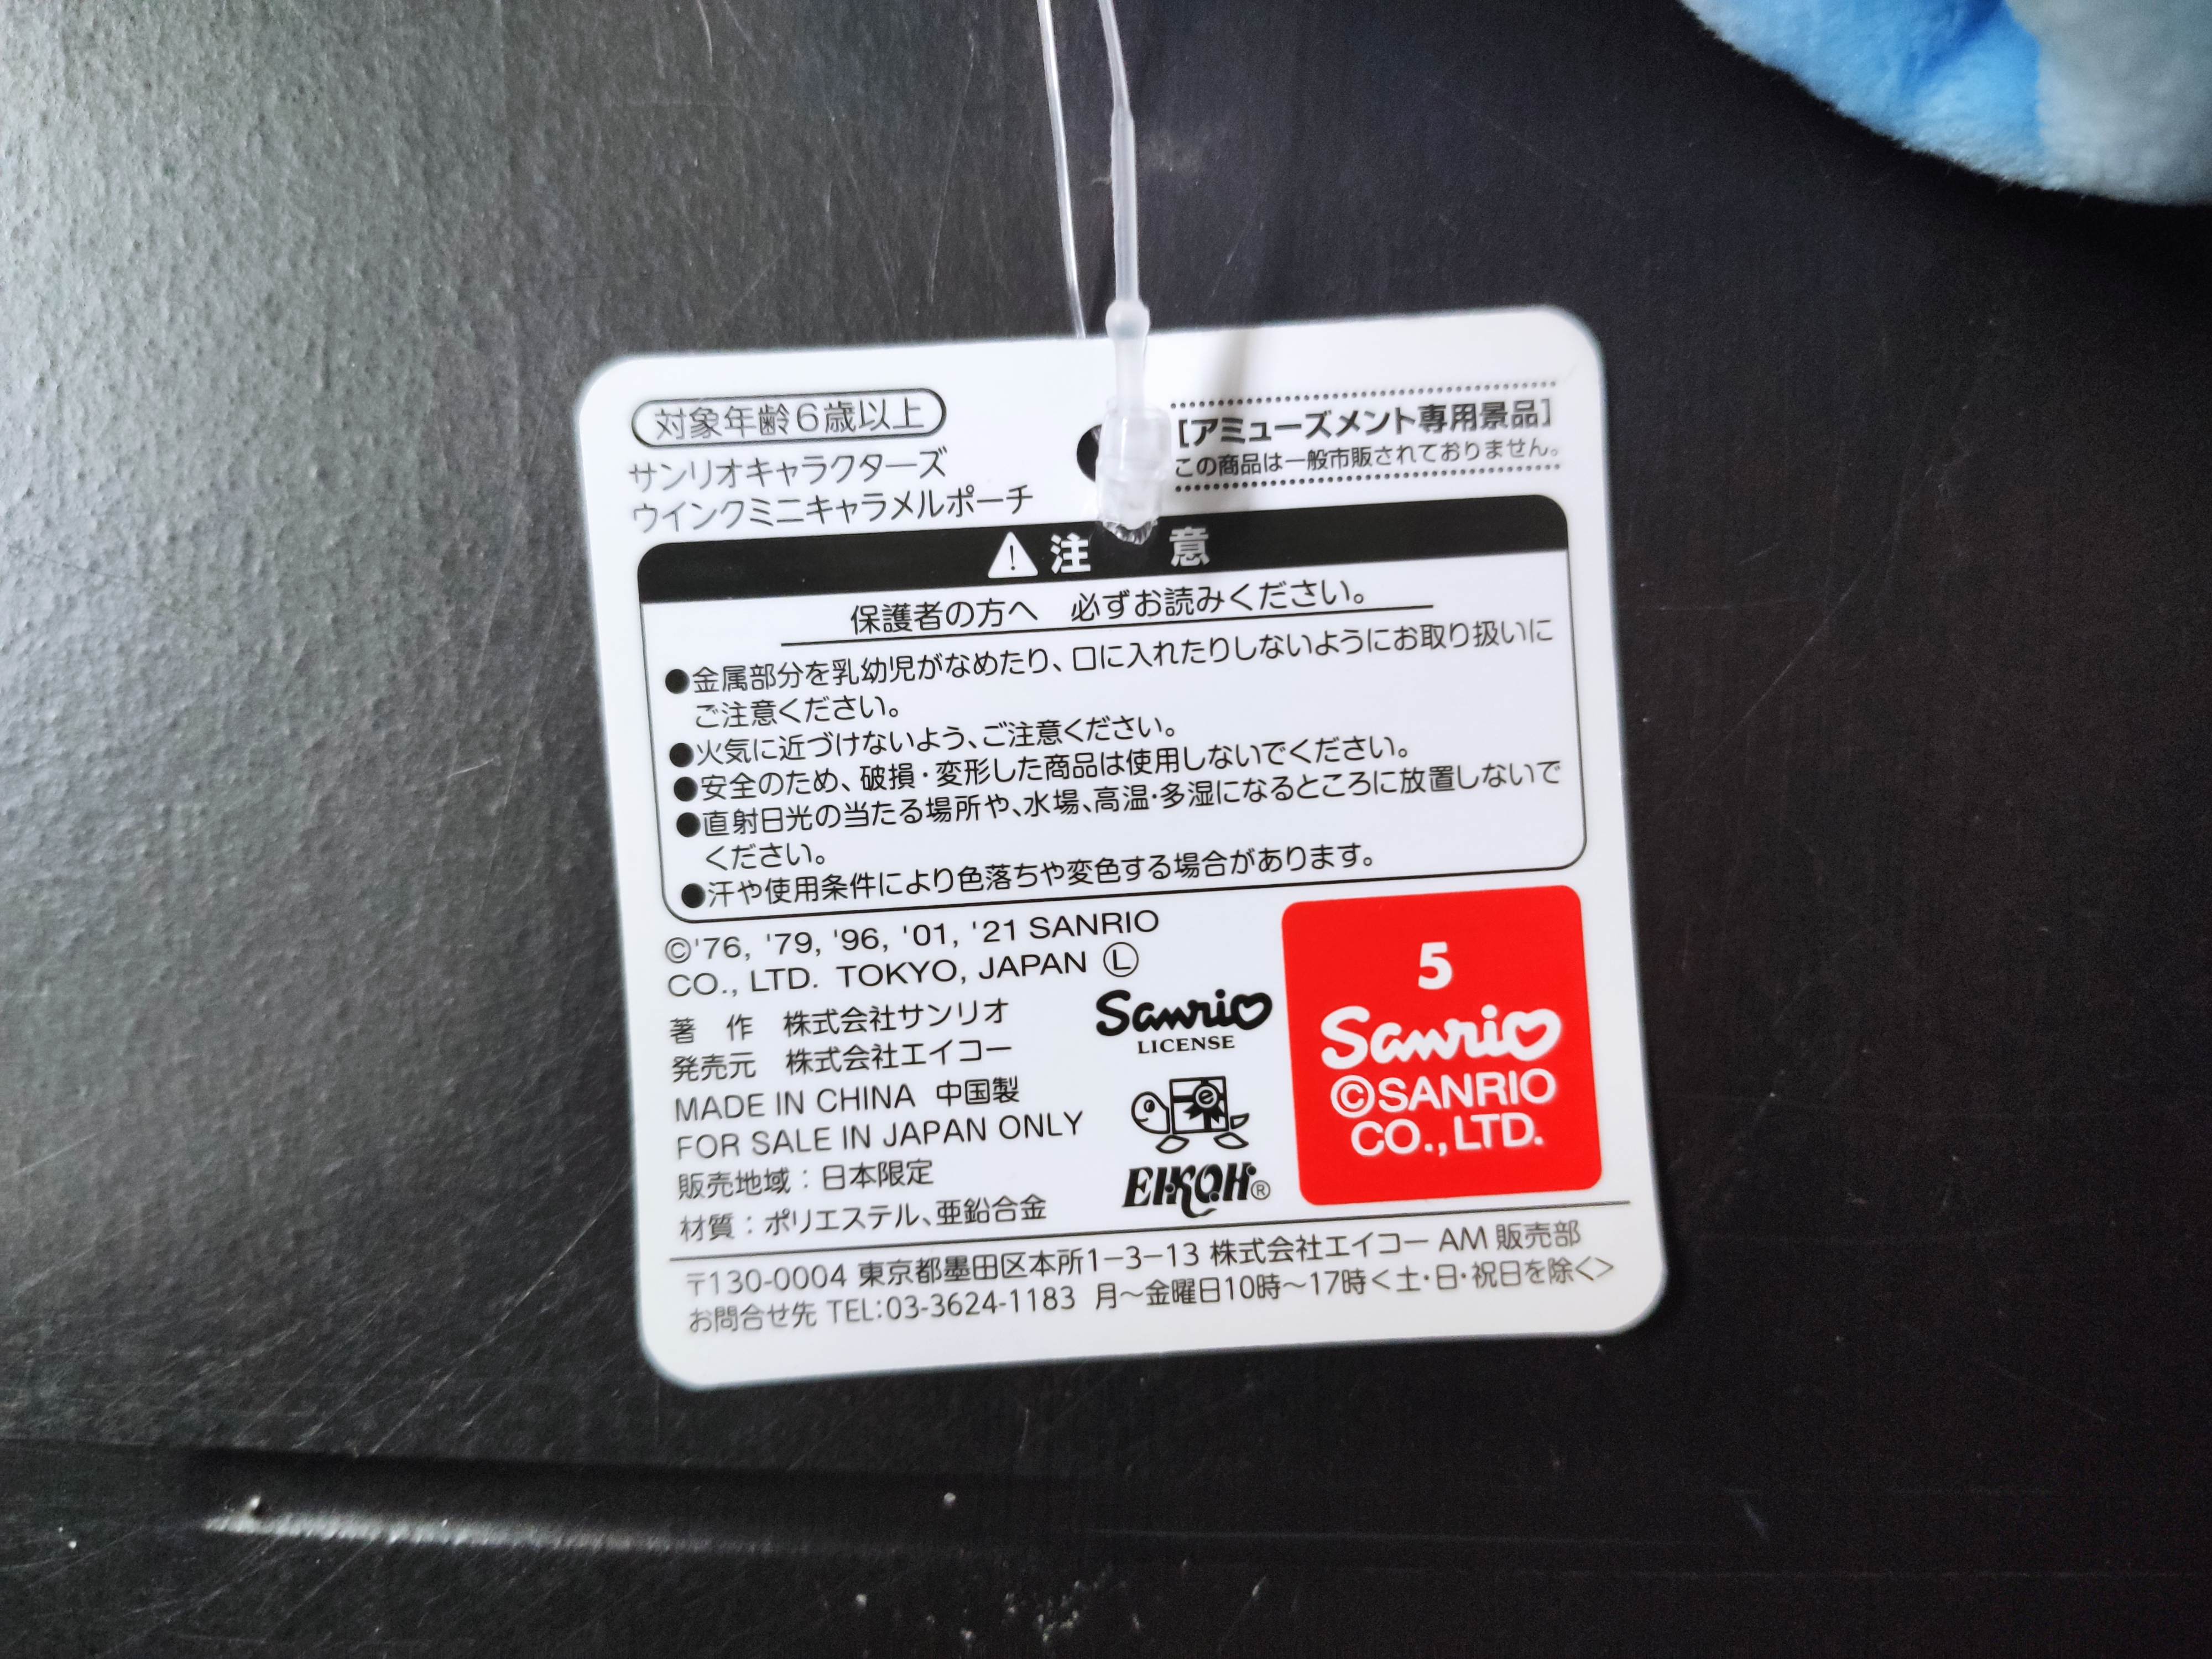 対象年齢6歳以上
サンリオキャラクターズ
ウインクミニキャラメルポーチ
[アミューズメント専用景品]
この商品は一般市販されておりません。
注 意
保護者の方へ 必ずお読みください。
●金属部分を乳幼児がなめたり、口に入れたりしないようにお取り扱いに
ご注意ください。
●火気に近づけないよう、ご注意ください。
●安全のため、破損・変形した商品は使用しないでください。
●直射日光の当たる場所や、水場、高温・多湿になるところに放置しないで
ください。
●汗や使用条件により色落ちや変色する場合があります。
©'76, '79, '96, '01, '21 SANRIO
CO., LTD. TOKYO, JAPAN Ⓛ
著 作 株式会社サンリオ
発売元 株式会社エイコー
MADE IN CHINA 中国製
FOR SALE IN JAPAN ONLY
販売地域：日本限定
材質：ポリエステル、亜鉛合金
Sanrio
LICENSE
EIKOH®
5
Sanrio
©SANRIO
CO., LTD.
〒130-0004 東京都墨田区本所1-3-13 株式会社エイコー AM 販売部
お問合せ先 TEL:03-3624-1183 月～金曜日10時～17時＜土・日・祝日を除く＞